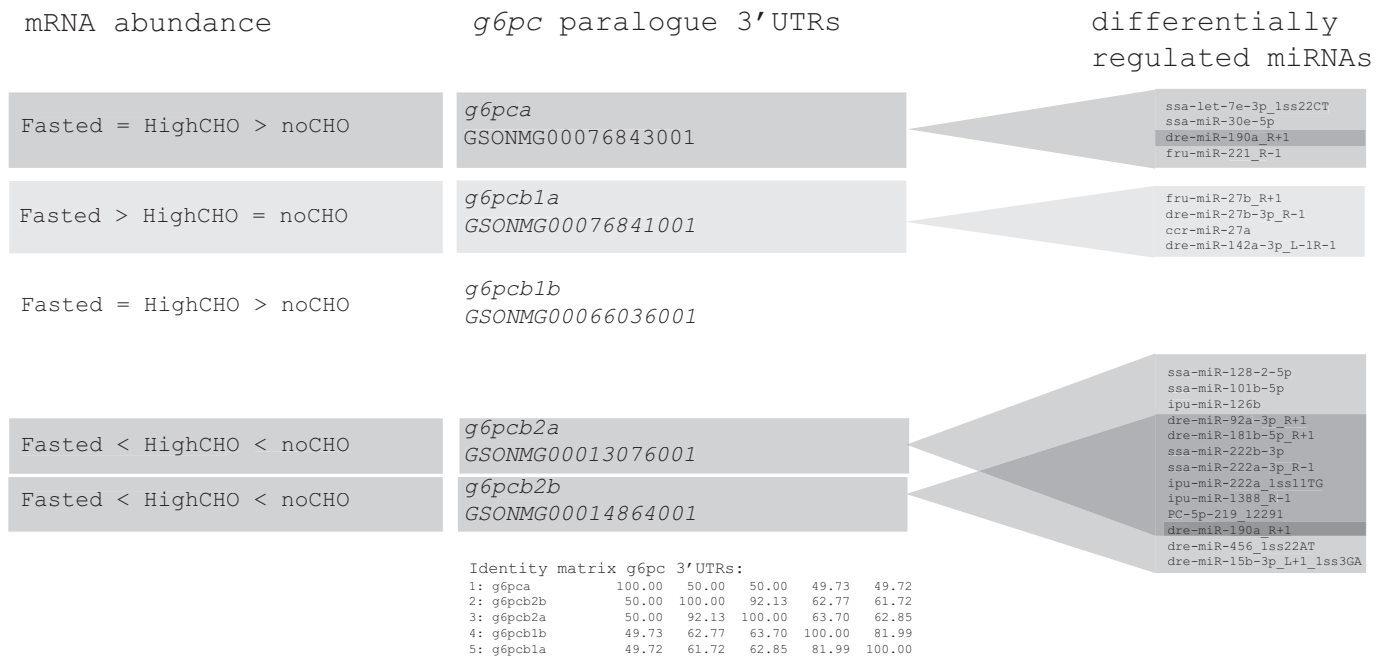 mRNA abundance
g6pc paralogue 3′UTRs
differentially
regulated miRNAs
Fasted = HighCHO > noCHO
g6pca
GSONMG00076843001
ssa-let-7e-3p_1ss22CT
ssa-miR-30e-5p
dre-miR-190a_R+1
fru-miR-221_R-1
Fasted > HighCHO = noCHO
g6pcb1a
GSONMG00076841001
fru-miR-27b_R+1
dre-miR-27b-3p_R-1
ccr-miR-27a
dre-miR-142a-3p_L-1R-1
Fasted = HighCHO > noCHO
g6pcb1b
GSONMG00066036001
Fasted < HighCHO < noCHO
g6pcb2a
GSONMG00013076001
Fasted < HighCHO < noCHO
g6pcb2b
GSONMG00014864001
ssa-miR-128-2-5p
ssa-miR-101b-5p
ipu-miR-126b
dre-miR-92a-3p_R+1
dre-miR-181b-5p_R+1
ssa-miR-222b-3p
ssa-miR-222a-3p_R-1
ipu-miR-222a_1ss11TG
ipu-miR-1388_R-1
PC-5p-219_12291
dre-miR-190a_R+1
dre-miR-456_1ss22AT
dre-miR-15b-3p_L+1_1ss3GA
Identity matrix g6pc 3′UTRs:
1: g6pca 100.00 50.00 50.00 49.73 49.72
2: g6pcb2b 50.00 100.00 92.13 62.77 61.72
3: g6pcb2a 50.00 92.13 100.00 63.70 62.85
4: g6pcb1b 49.73 62.77 63.70 100.00 81.99
5: g6pcb1a 49.72 61.72 62.85 81.99 100.00